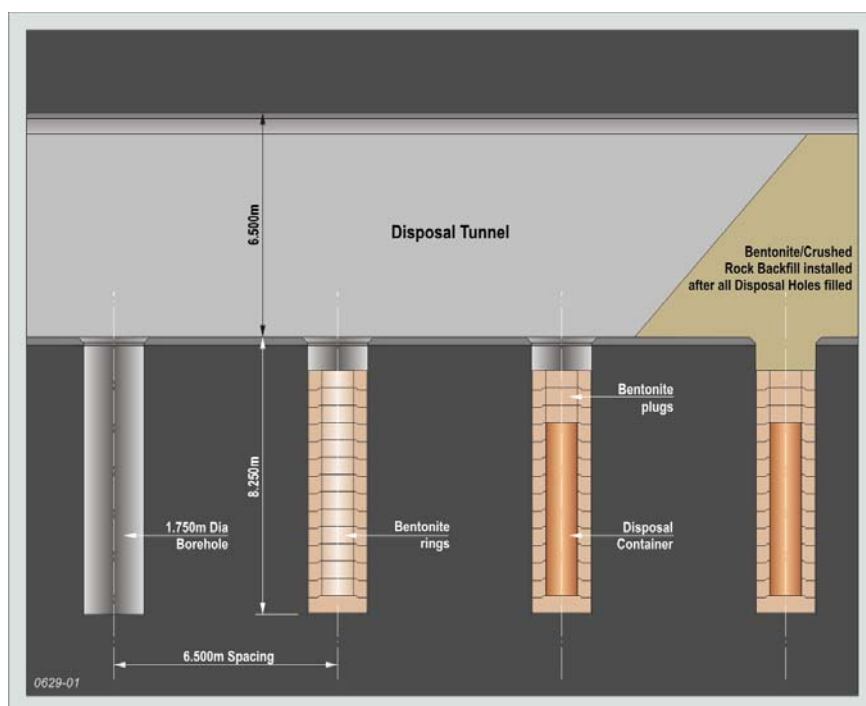 6.500m
Disposal Tunnel
Bentonite/Crushed
Rock Backfill installed
after all Disposal Holes filled
8.250m
Bentonite
plugs
1.750m Dia
Borehole
Bentonite
rings
Disposal
Container
6.500m Spacing
0629-01